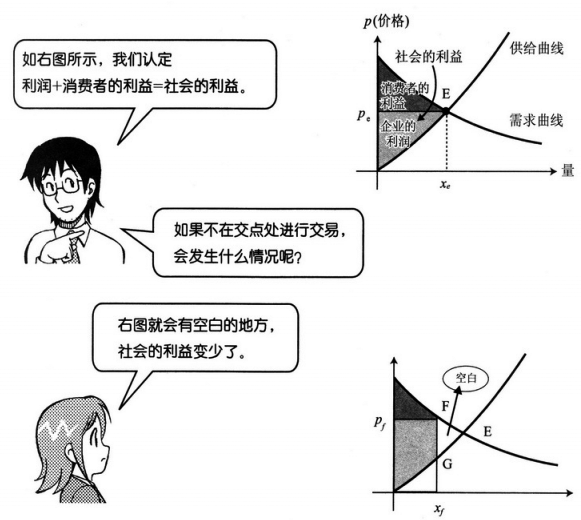 如右图所示，我们认定
利润+消费者的利益=社会的利益。
p(价格)
社会的利益
供给曲线
消费者的
利益
E
pe
企业的
利润
需求曲线
xe
量
如果不在交点处进行交易，
会发生什么情况呢？
右图就会有空白的地方，
社会的利益变少了。
空白
F
pf
E
G
xf